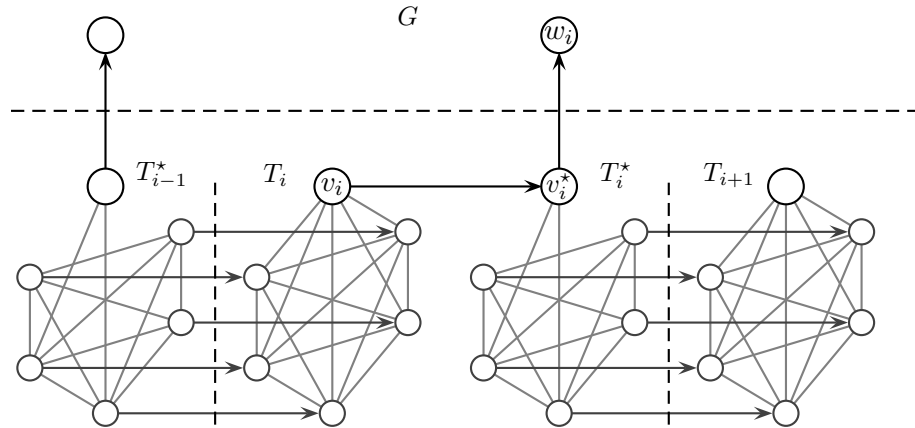 G
w_i
T^⋆_{i−1}
T_i
v_i
v^⋆_i
T^⋆_i
T_{i+1}